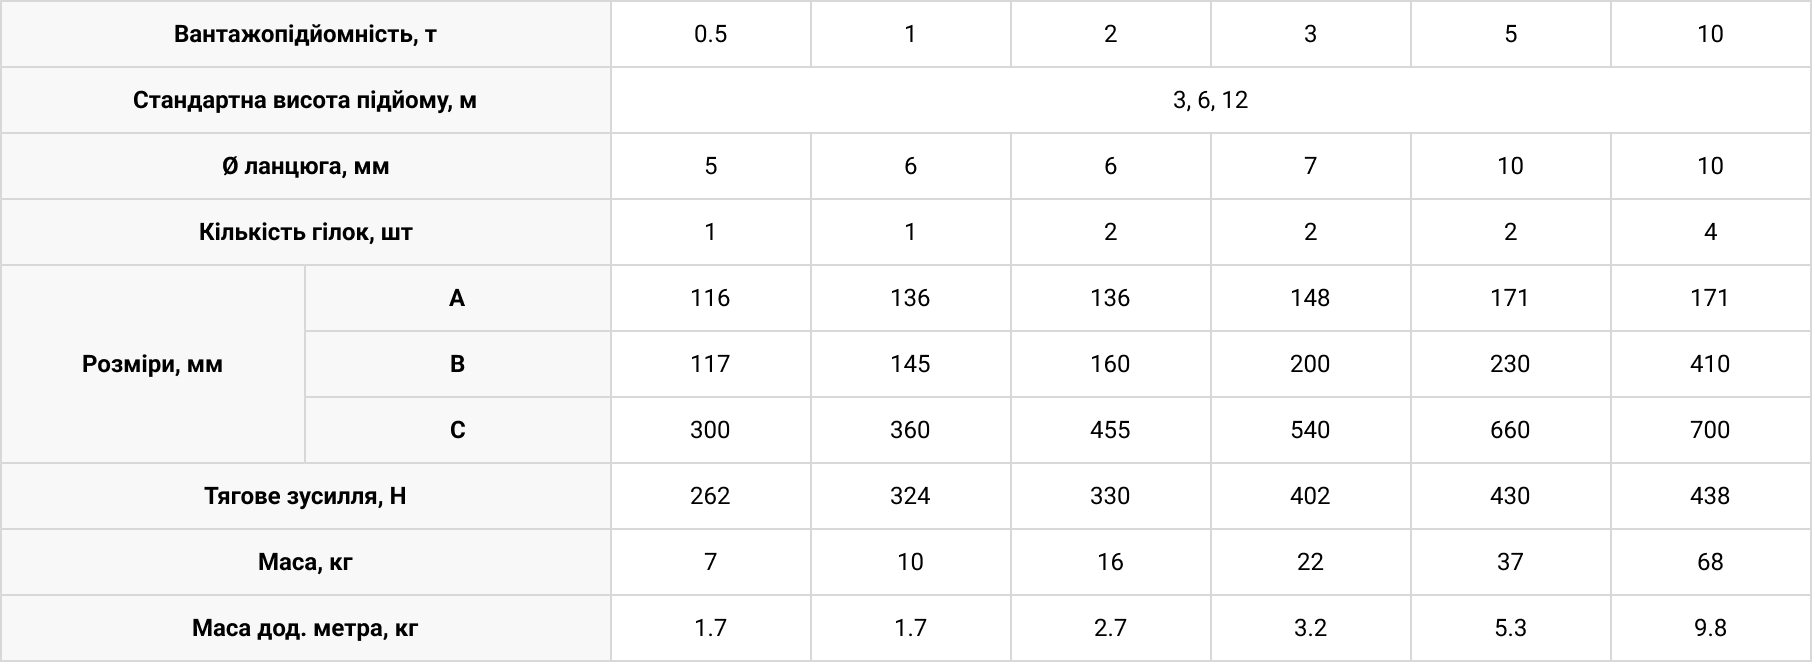 Вантажопідйомність, т 0.5 1 2 3 5 10
Стандартна висота підйому, м 3, 6, 12
Ø ланцюга, мм 5 6 6 7 10 10
Кількість гілок, шт 1 1 2 2 2 4
Розміри, мм
A 116 136 136 148 171 171
B 117 145 160 200 230 410
C 300 360 455 540 660 700
Тягове зусилля, Н 262 324 330 402 430 438
Маса, кг 7 10 16 22 37 68
Маса дод. метра, кг 1.7 1.7 2.7 3.2 5.3 9.8